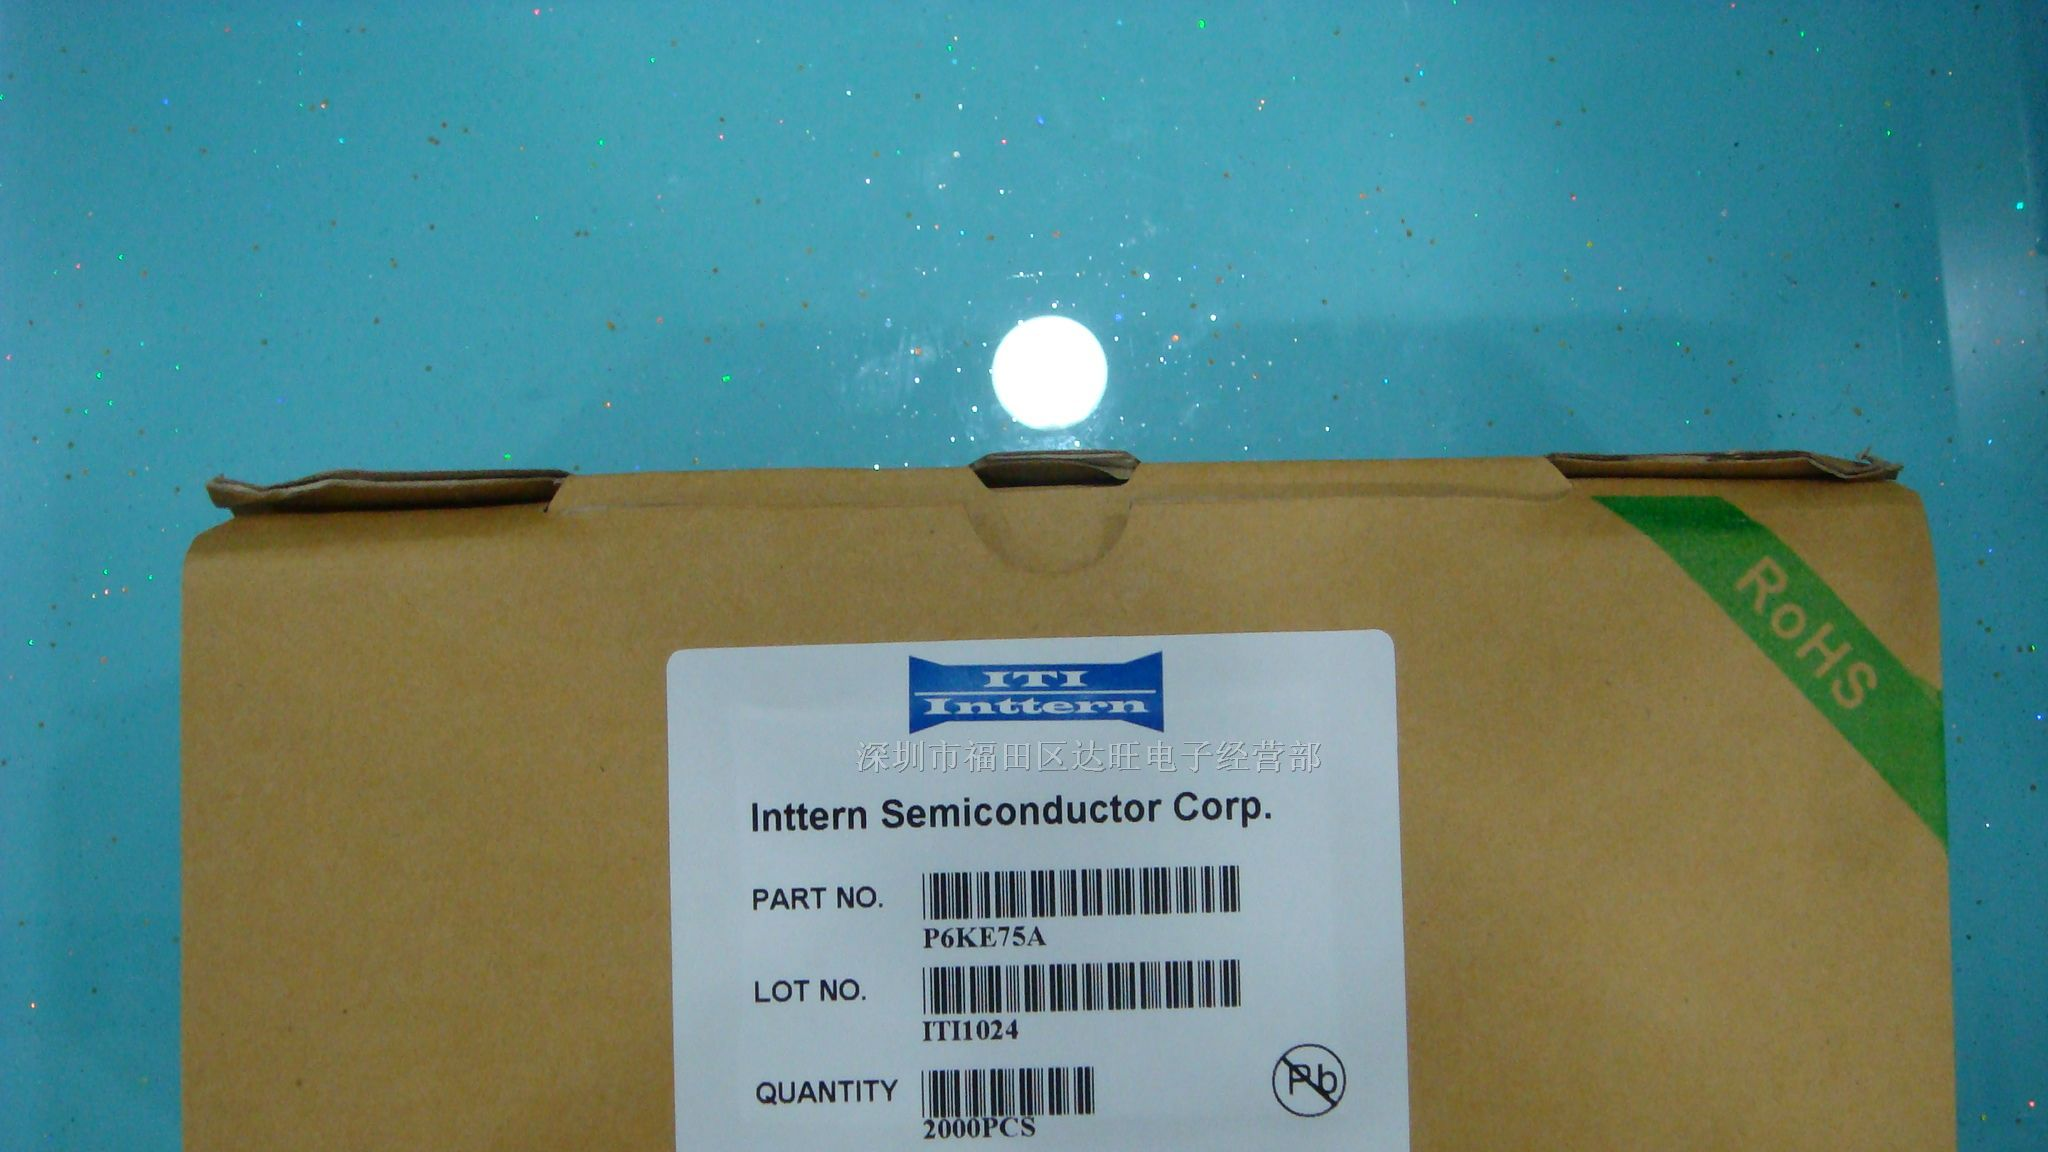 RoHS
ITI
Inttern
深圳市福田区达旺电子经营部
Inttern Semiconductor Corp.
PART NO.
P6KE75A
LOT NO.
ITI1024
Pb
QUANTITY
2000PCS